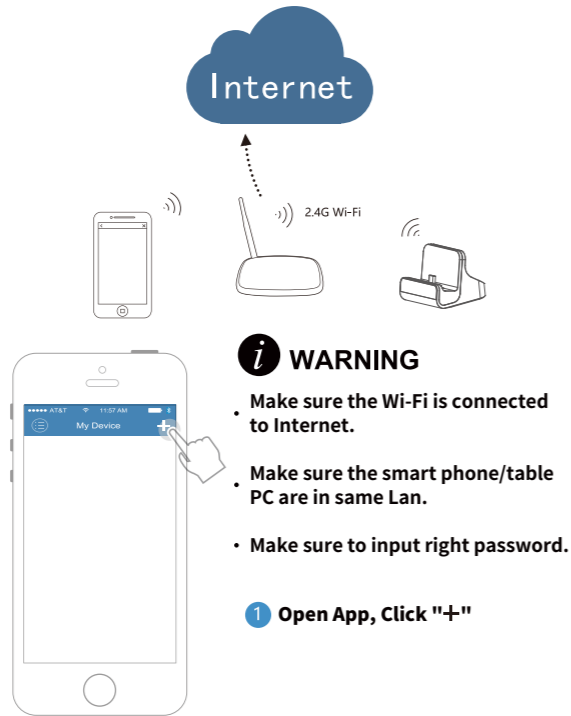 Internet
2.4G Wi-Fi
i WARNING
• Make sure the Wi-Fi is connected
to Internet.
• Make sure the smart phone/table
PC are in same Lan.
• Make sure to input right password.
AT&T 11:57 AM
My Device +
1 Open App, Click "+"